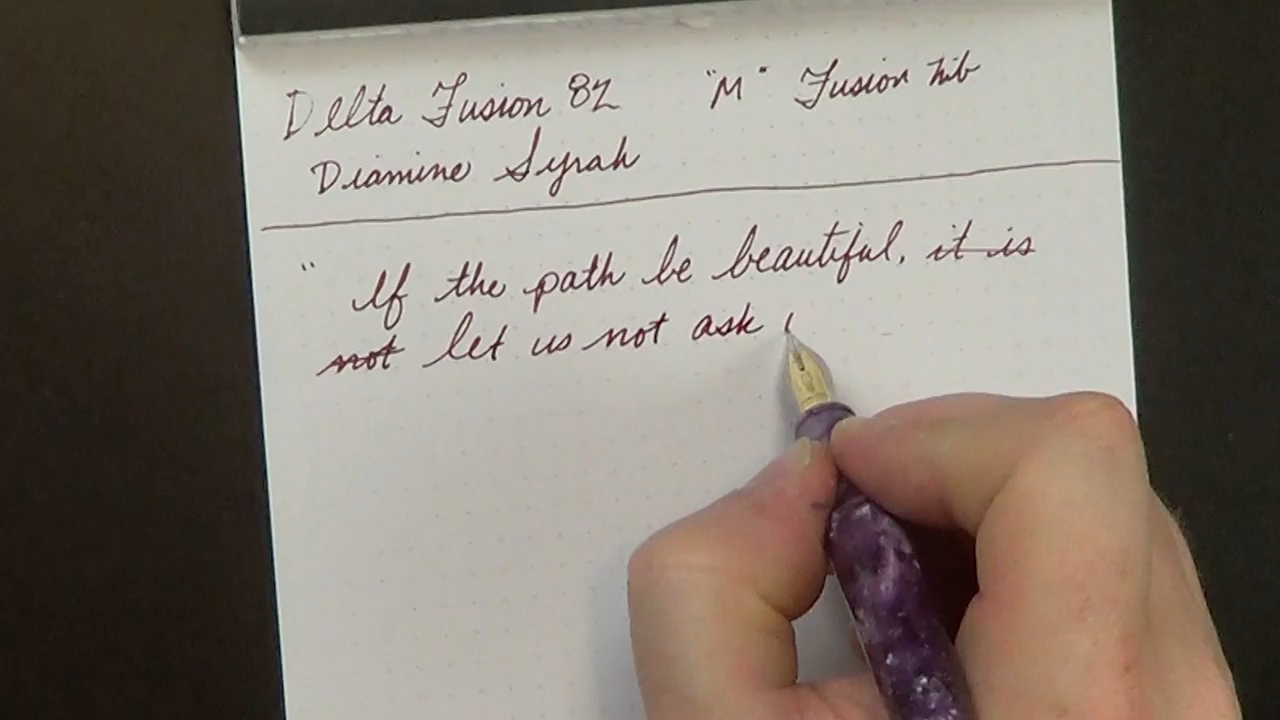 Delta Fusion 82 "M" Fusion nib
Diamine Syrah
" If the path be beautiful, it is
not let us not ask